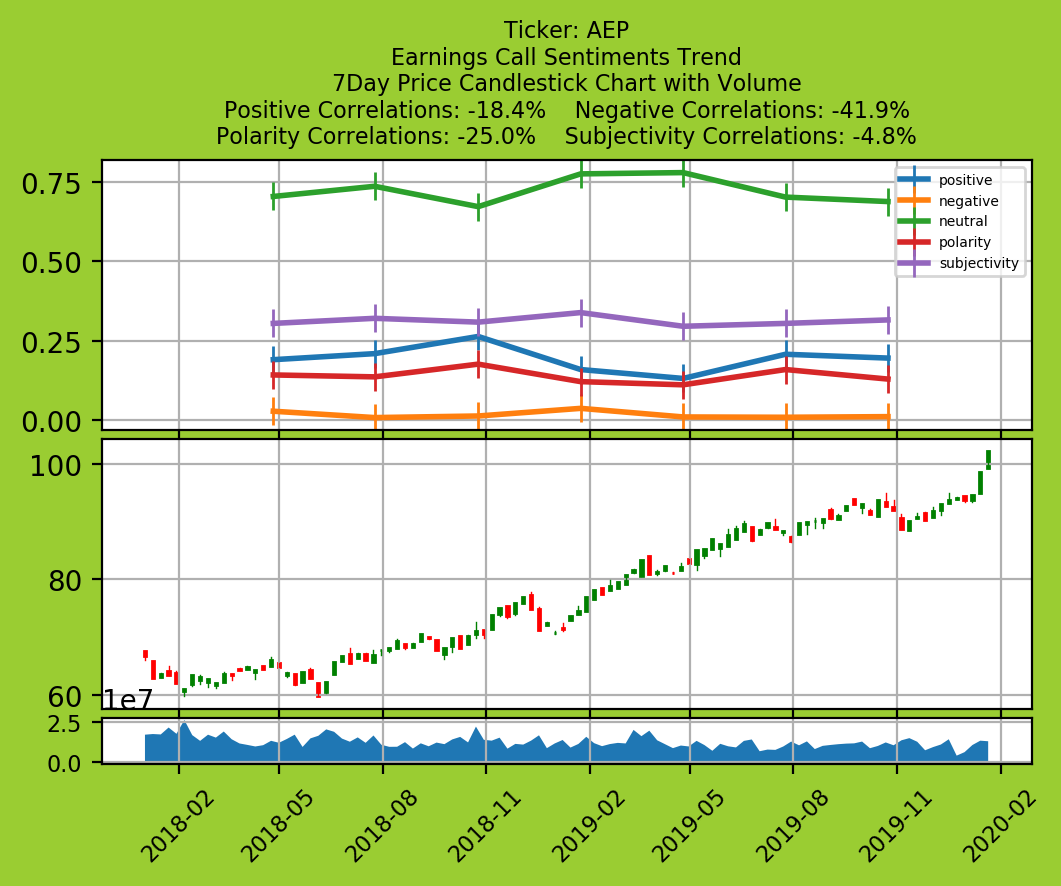 Ticker: AEP
Earnings Call Sentiments Trend
7Day Price Candlestick Chart with Volume
Positive Correlations: -18.4%    Negative Correlations: -41.9%
Polarity Correlations: -25.0%    Subjectivity Correlations: -4.8%
0.75
0.50
0.25
0.00
positive
negative
neutral
polarity
subjectivity
100
80
60
1e7
2.5
0.0
2018-02
2018-05
2018-08
2018-11
2019-02
2019-05
2019-08
2019-11
2020-02